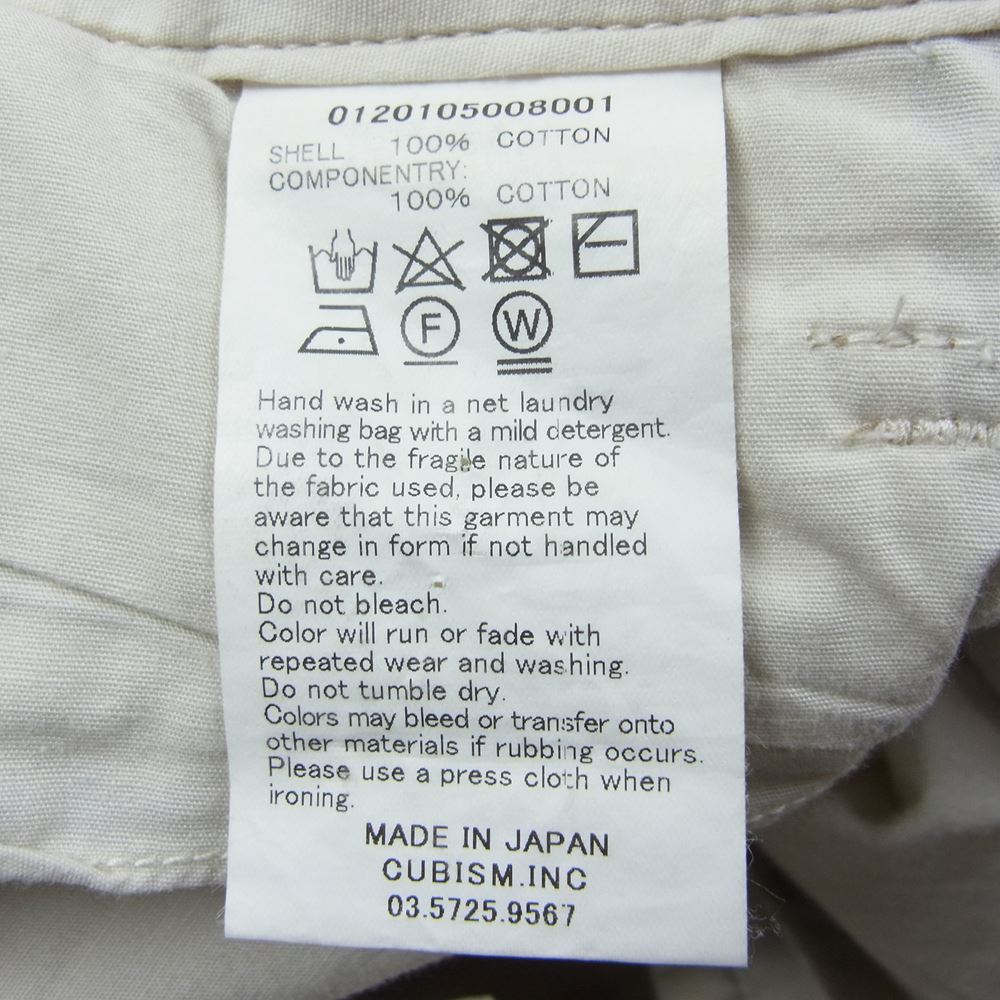 0120105008001
SHELL 100% COTTON
COMPONENTRY:
100% COTTON
F W
Hand wash in a net laundry
washing bag with a mild detergent.
Due to the fragile nature of
the fabric used, please be
aware that this garment may
change in form if not handled
with care.
Do not bleach.
Color will run or fade with
repeated wear and washing.
Do not tumble dry.
Colors may bleed or transfer onto
other materials if rubbing occurs.
Please use a press cloth when
ironing.
MADE IN JAPAN
CUBISM.INC
03.5725.9567